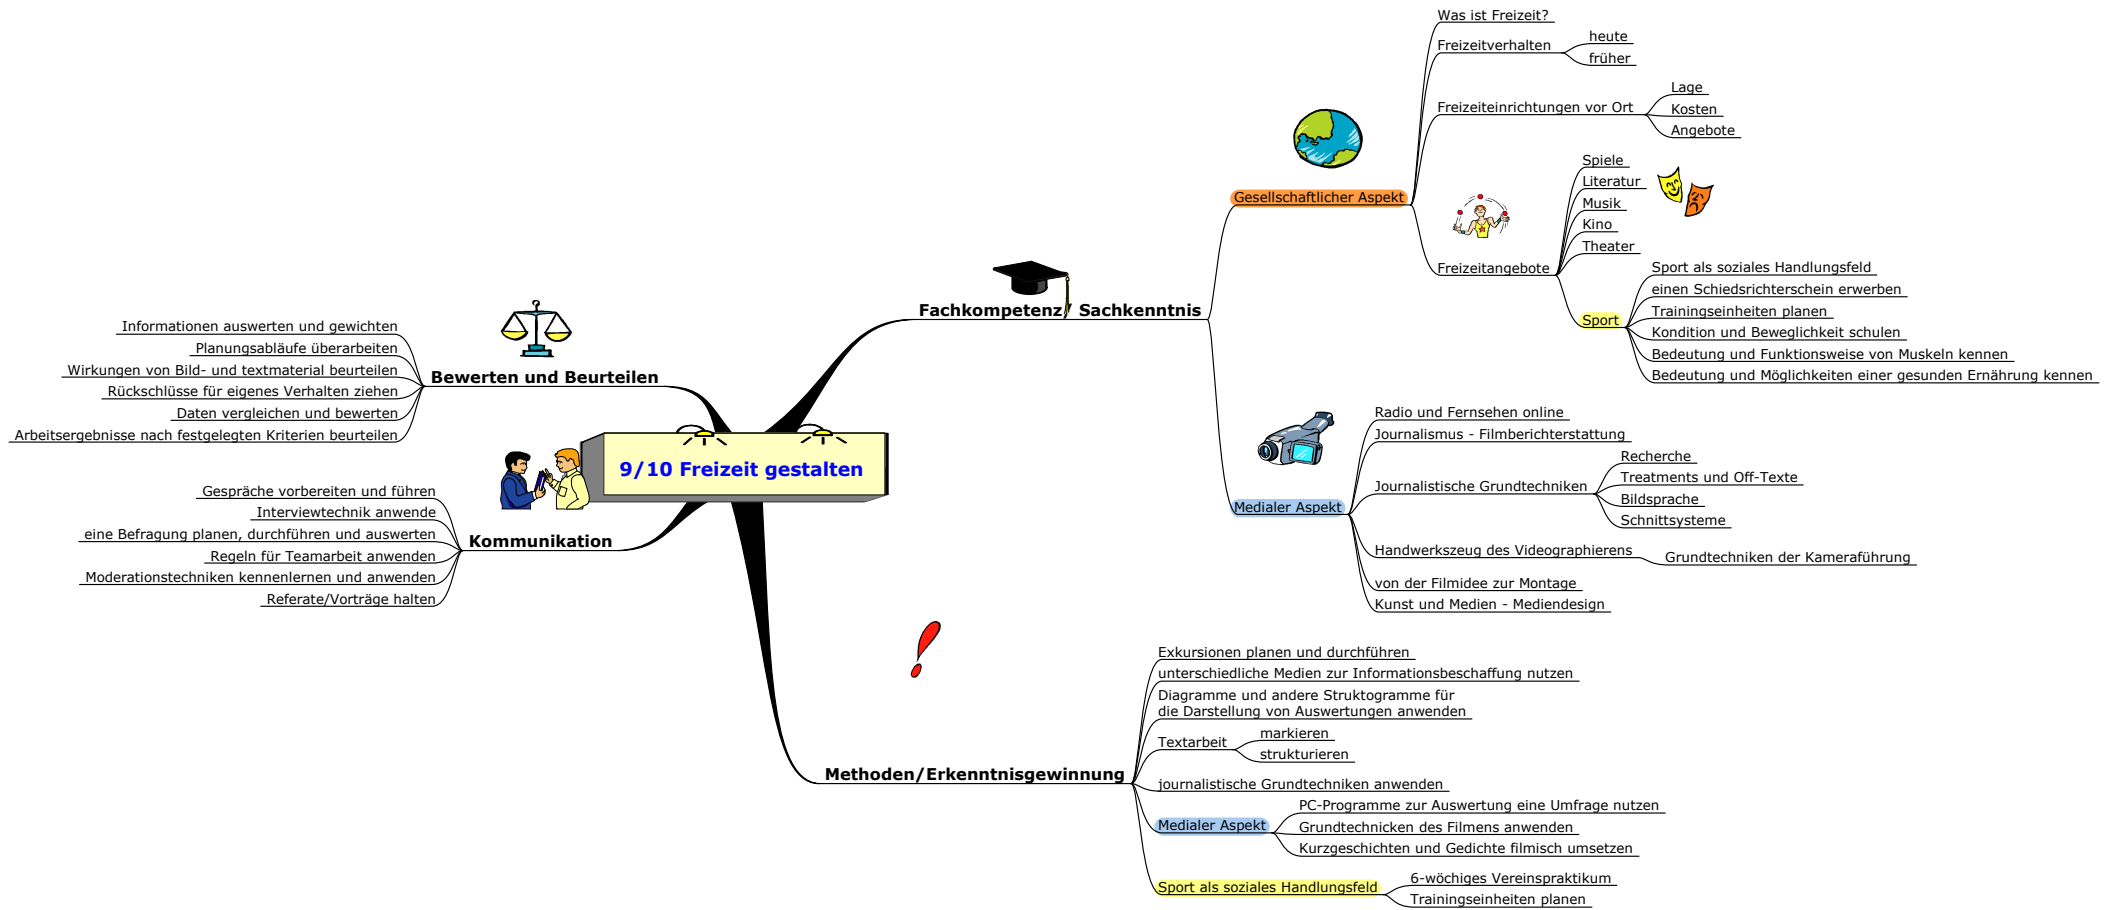 9/10 Freizeit gestalten
Fachkompetenz/ Sachkenntnis
Gesellschaftlicher Aspekt
Was ist Freizeit?
Freizeitverhalten
heute
früher
Freizeiteinrichtungen vor Ort
Lage
Kosten
Angebote
Freizeitangebote
Spiele
Literatur
Musik
Kino
Theater
Sport
Sport als soziales Handlungsfeld
einen Schiedsrichterschein erwerben
Trainingseinheiten planen
Kondition und Beweglichkeit schulen
Bedeutung und Funktionsweise von Muskeln kennen
Bedeutung und Möglichkeiten einer gesunden Ernährung kennen
Medialer Aspekt
Radio und Fernsehen online
Journalismus - Filmberichterstattung
Journalistische Grundtechniken
Recherche
Treatments und Off-Texte
Bildsprache
Schnittsysteme
Handwerkszeug des Videographierens
Grundtechniken der Kameraführung
von der Filmidee zur Montage
Kunst und Medien - Mediendesign
Methoden/Erkenntnisgewinnung
Exkursionen planen und durchführen
unterschiedliche Medien zur Informationsbeschaffung nutzen
Diagramme und andere Struktogramme für
die Darstellung von Auswertungen anwenden
Textarbeit
markieren
strukturieren
journalistische Grundtechniken anwenden
Medialer Aspekt
PC-Programme zur Auswertung eine Umfrage nutzen
Grundtechnicken des Filmens anwenden
Kurzgeschichten und Gedichte filmisch umsetzen
Sport als soziales Handlungsfeld
6-wöchiges Vereinspraktikum
Trainingseinheiten planen
Bewerten und Beurteilen
Informationen auswerten und gewichten
Planungsabläufe überarbeiten
Wirkungen von Bild- und textmaterial beurteilen
Rückschlüsse für eigenes Verhalten ziehen
Daten vergleichen und bewerten
Arbeitsergebnisse nach festgelegten Kriterien beurteilen
Kommunikation
Gespräche vorbereiten und führen
Interviewtechnik anwende
eine Befragung planen, durchführen und auswerten
Regeln für Teamarbeit anwenden
Moderationstechniken kennenlernen und anwenden
Referate/Vorträge halten